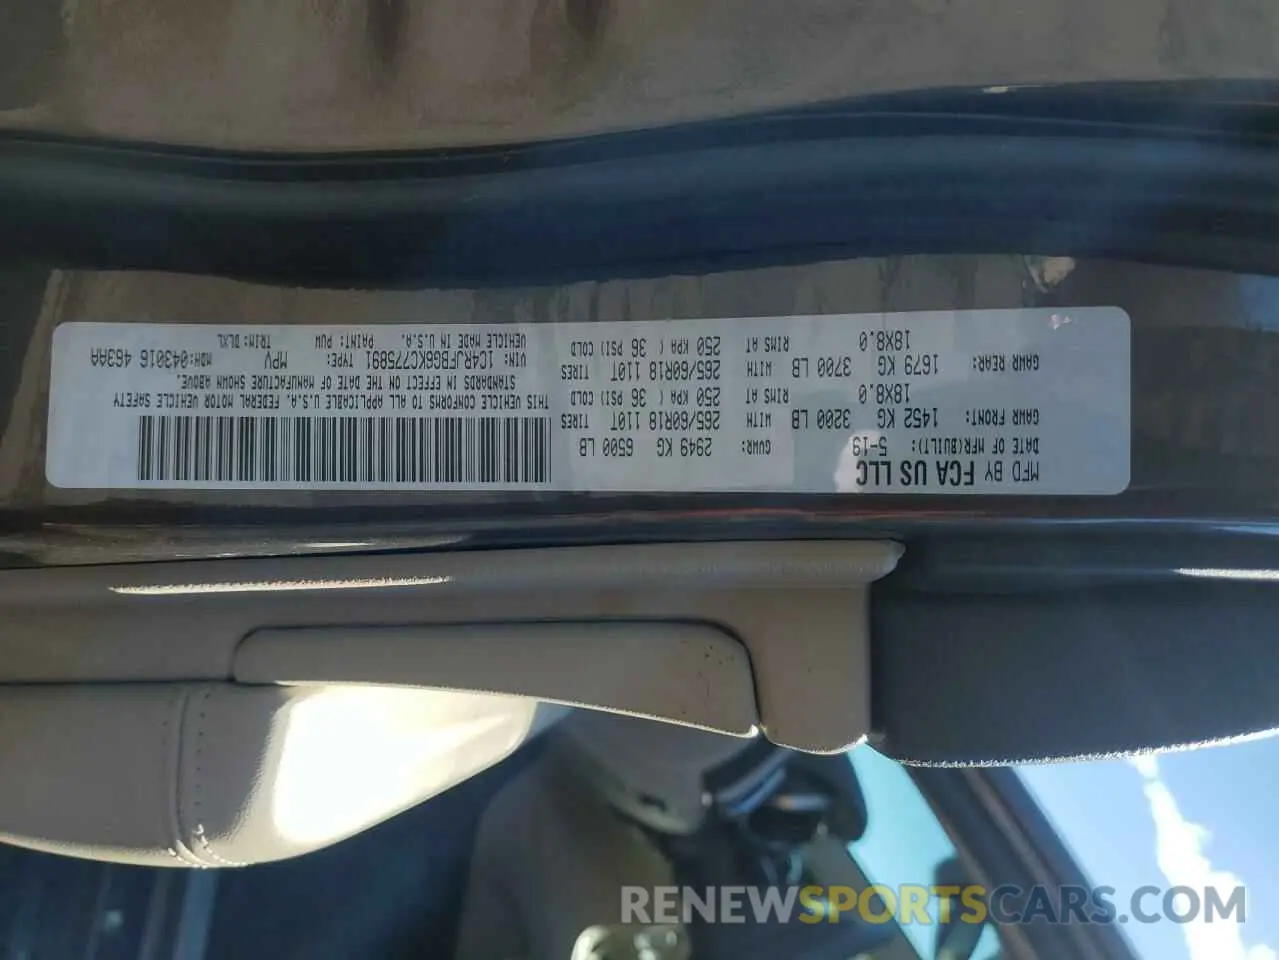 MFD BY FCA US LLC
DATE OF MFR(BUILT): 5-19 GVWR: 2949 KG 6500 LB
GAWR FRONT: 1452 KG 3200 LB WITH TIRES 265/60R18 110T
18X8.0 RIMS AT 250 KPA ( 36 PSI) COLD
GAWR REAR: 1679 KG 3700 LB WITH TIRES 265/60R18 110T
18X8.0 RIMS AT 250 KPA ( 36 PSI) COLD
THIS VEHICLE CONFORMS TO ALL APPLICABLE U.S.A. FEDERAL MOTOR VEHICLE SAFETY
STANDARDS IN EFFECT ON THE DATE OF MANUFACTURE SHOWN ABOVE.
VIN: 1C4RJFBG6KC775891 TYPE: MPV MDH:043016 463AA
VEHICLE MADE IN U.S.A. PAINT: PUW TRIM: DLXL
RENEWSPORTSCARS.COM